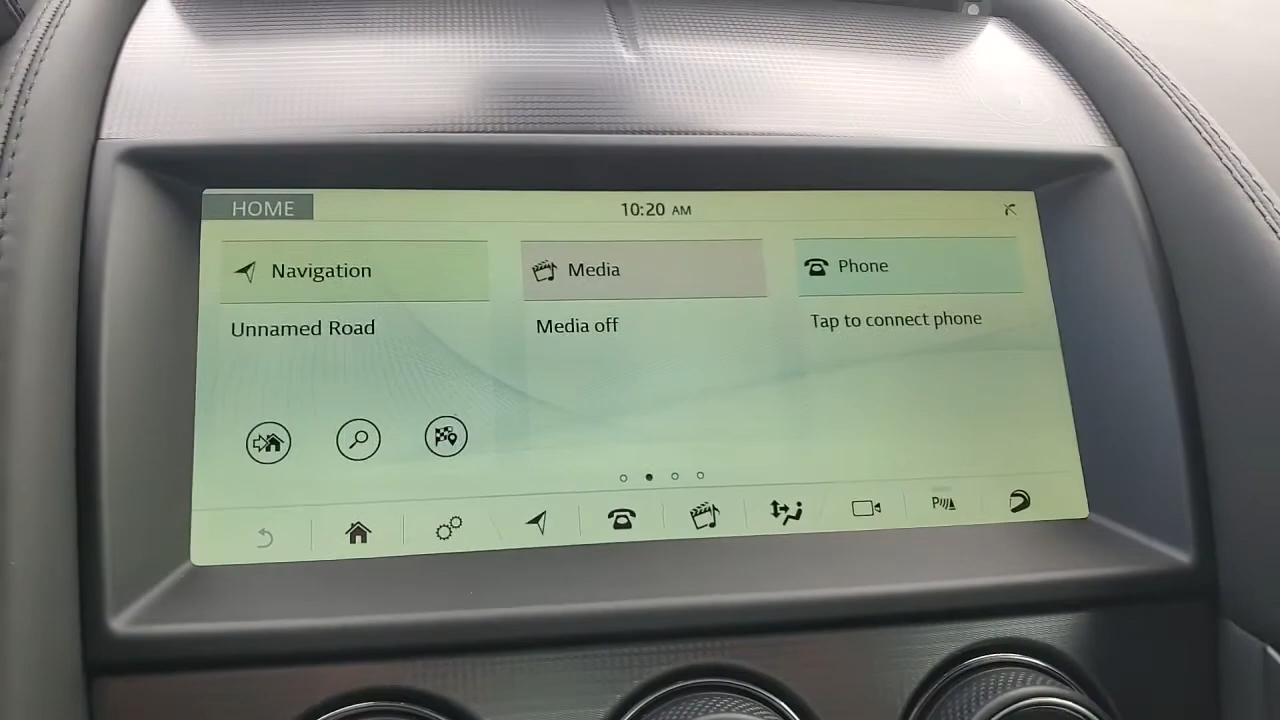 HOME
10:20 AM
Navigation
Media
Phone
Unnamed Road
Media off
Tap to connect phone
P